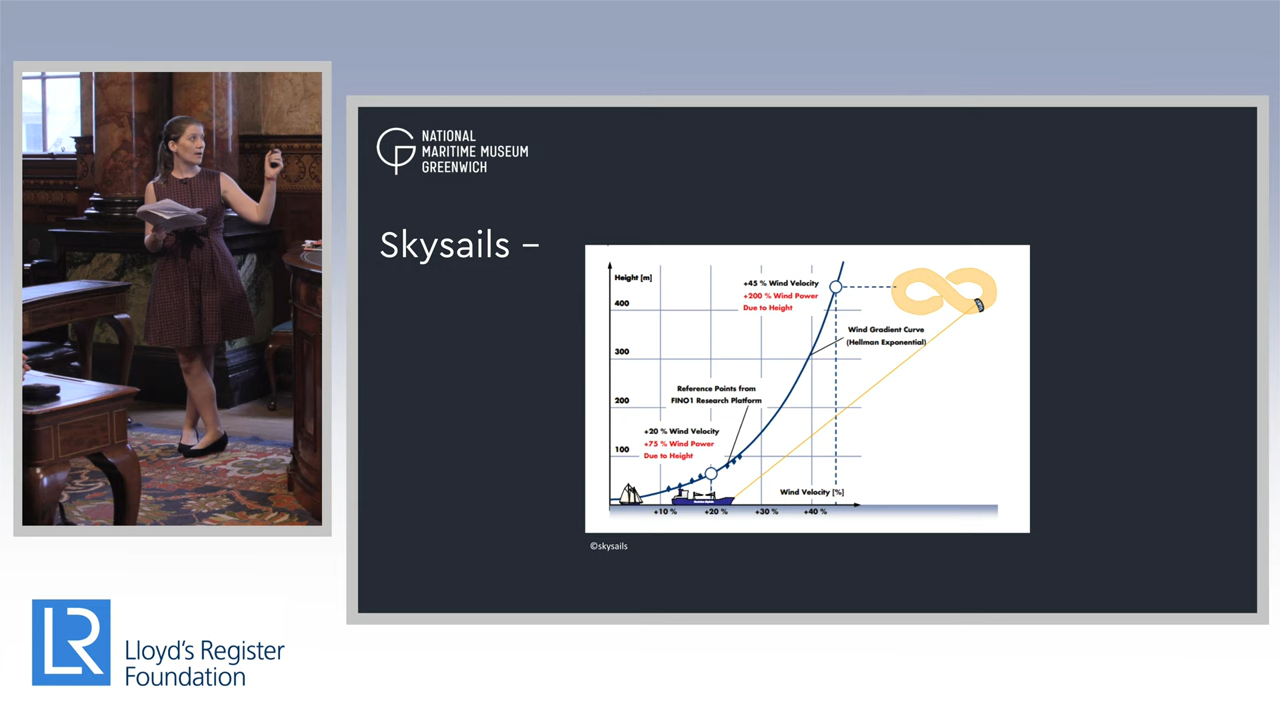 NATIONAL
MARITIME MUSEUM
GREENWICH
Skysails –
Height [m]
400
300
200
100
+45 % Wind Velocity
+200 % Wind Power
Due to Height
Wind Gradient Curve
(Hellman Exponential)
Reference Points from
FINO1 Research Platform
+20 % Wind Velocity
+75 % Wind Power
Due to Height
Wind Velocity [%]
+10 %
+20 %
+30 %
+40 %
©skysails
LR
Lloyd's Register
Foundation